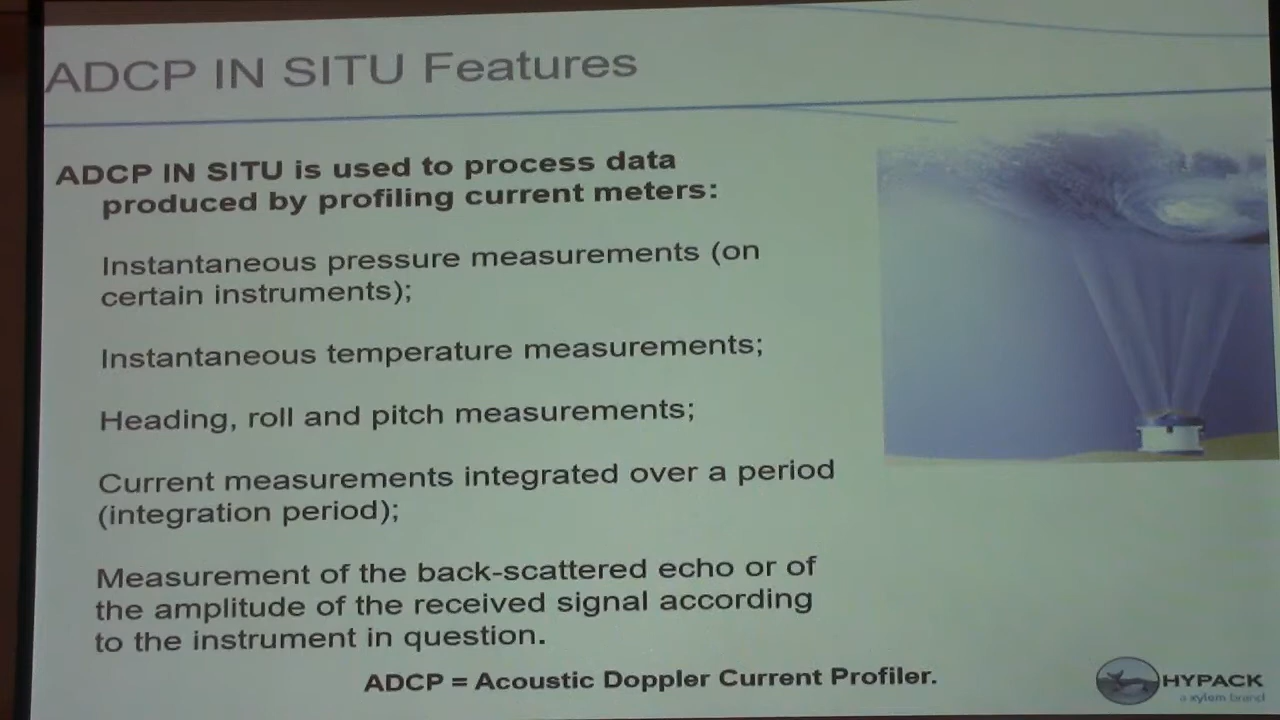 ADCP IN SITU Features
ADCP IN SITU is used to process data
produced by profiling current meters:
Instantaneous pressure measurements (on
certain instruments);
Instantaneous temperature measurements;
Heading, roll and pitch measurements;
Current measurements integrated over a period
(integration period);
Measurement of the back-scattered echo or of
the amplitude of the received signal according
to the instrument in question.
ADCP = Acoustic Doppler Current Profiler.
HYPACK
a xylem brand